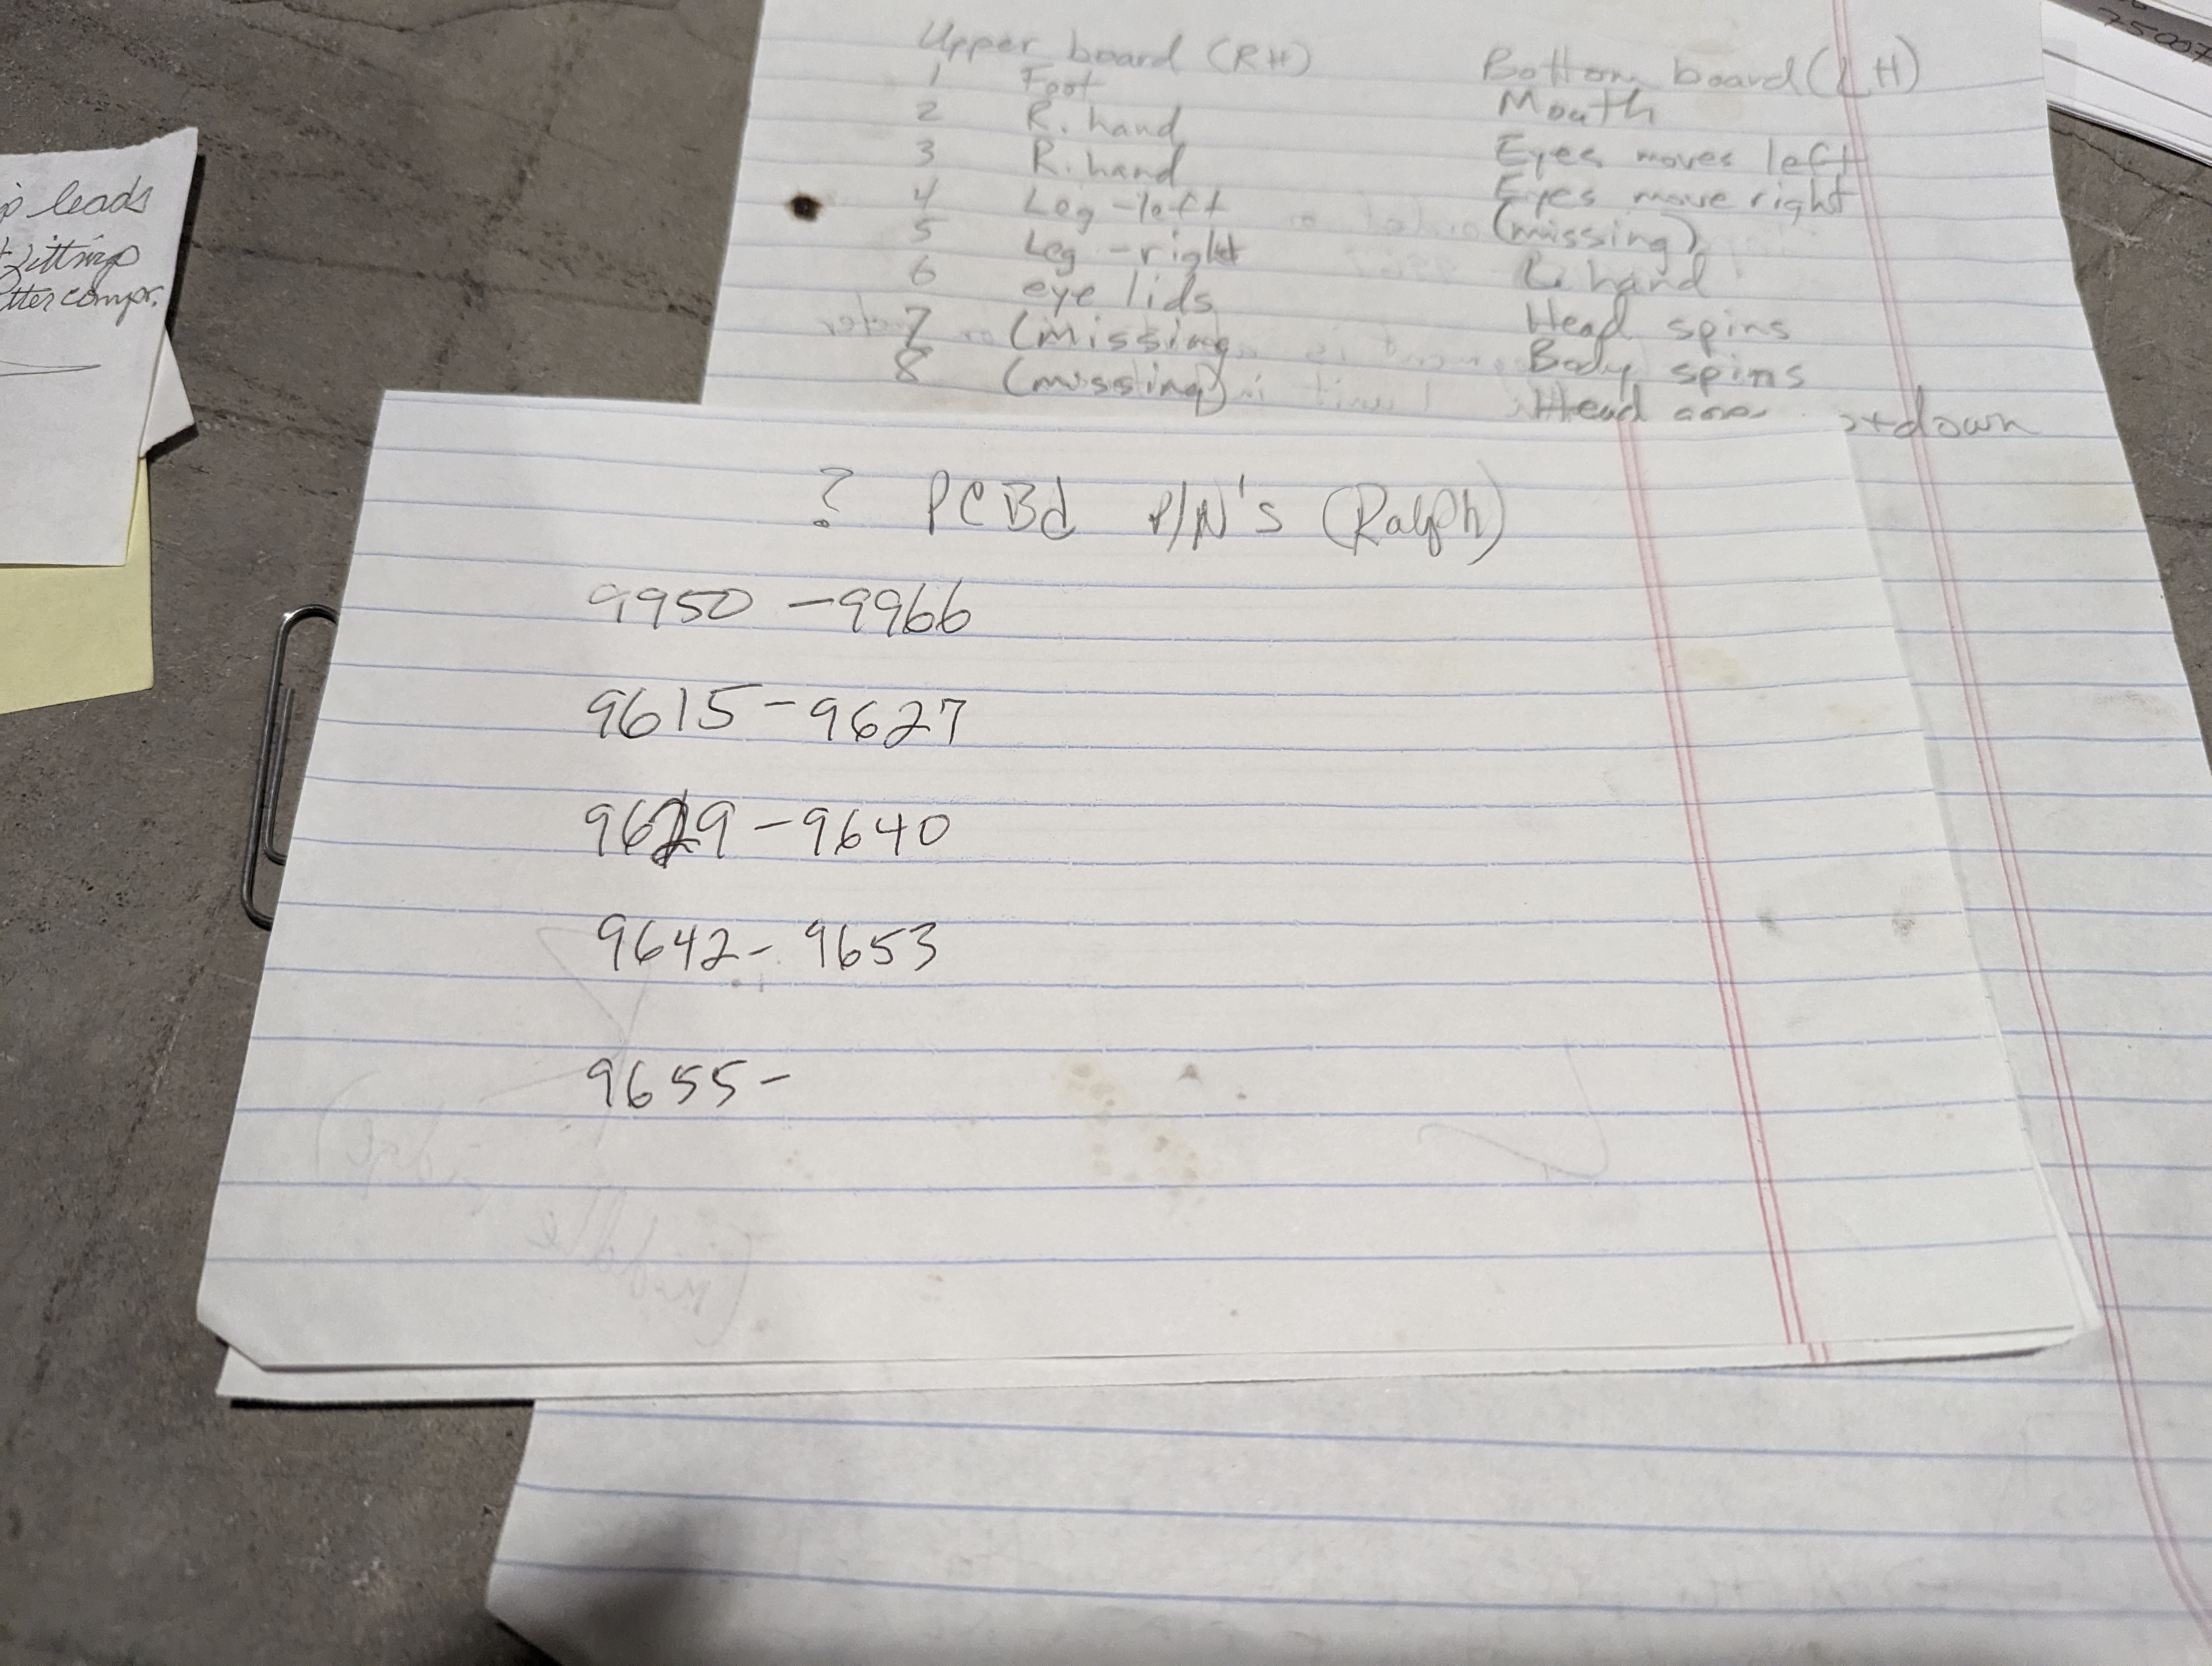 75007
Upper board (RH) Bottom board (LH)
1 Foot Mouth
2 R. hand Eyes moves left
3 R. hand Eyes move right
4 Leg - left (missing)
5 Leg - right L. hand
6 eye lids Head spins
7 (missing Body spins
8 (missing) Head down
leads
fittings
compr.
? PCBd P/N's (Ralph)
9950 - 9966
9615 - 9627
9629 - 9640
9642 - 9653
9655 -